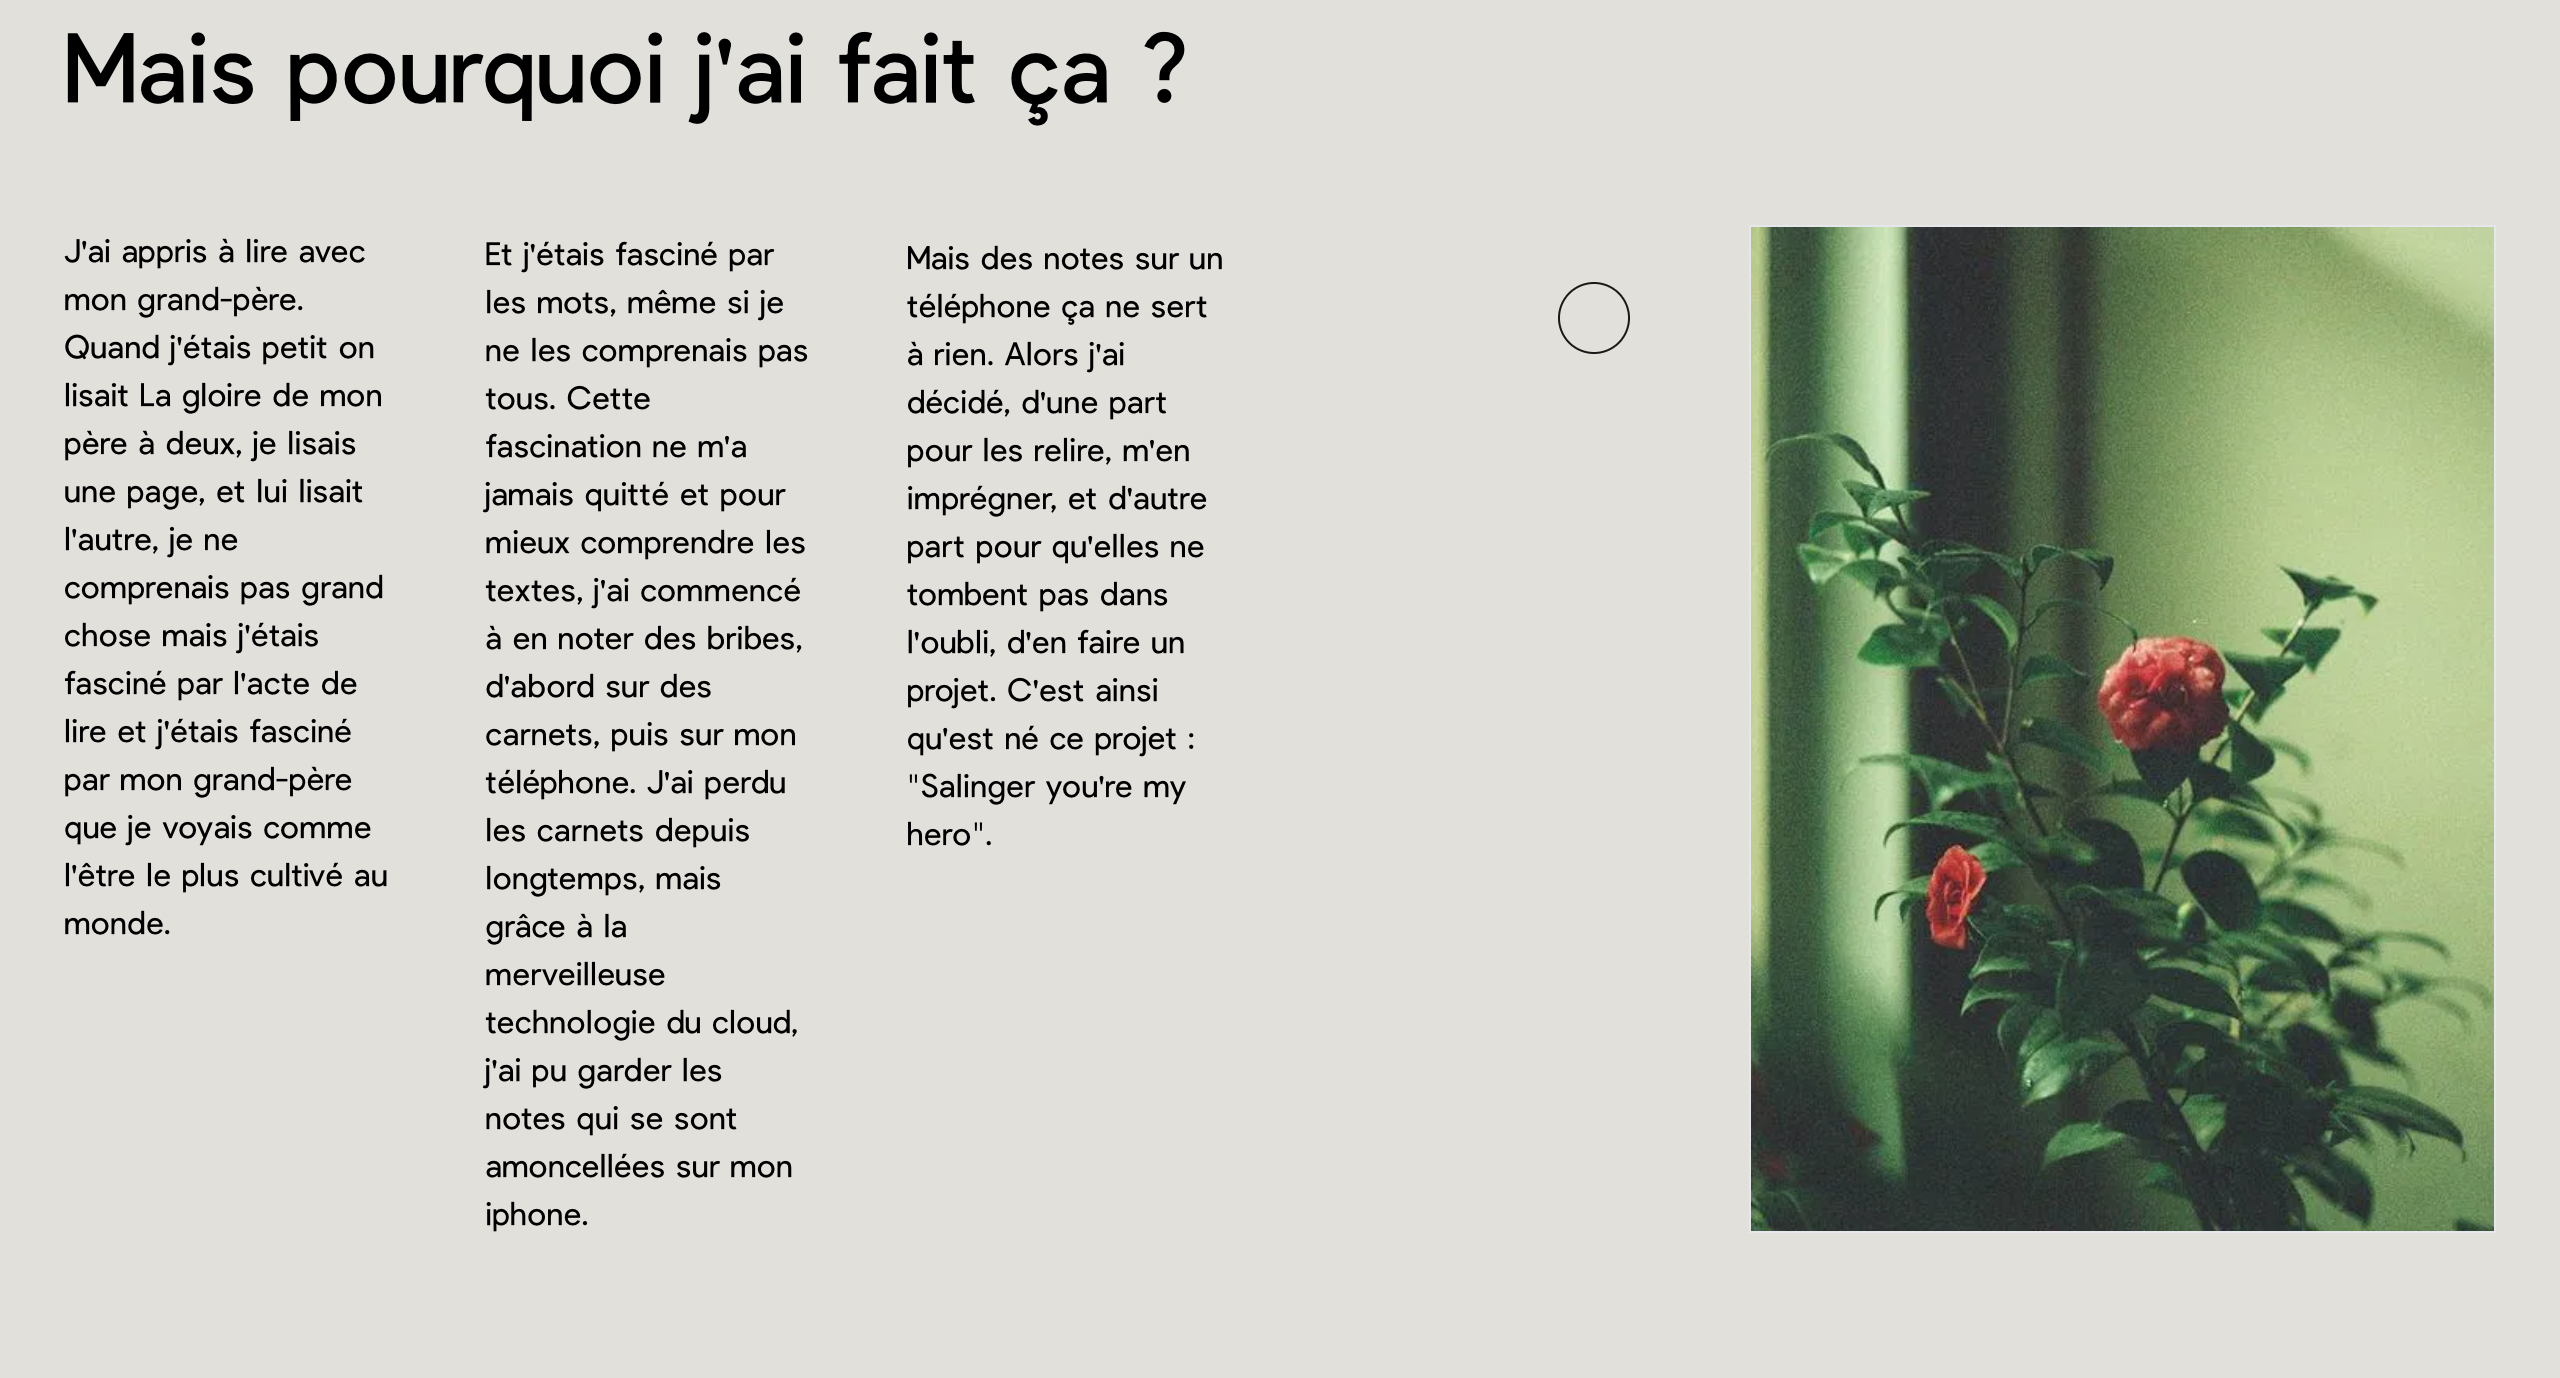 Mais pourquoi j'ai fait ça ?
J'ai appris à lire avec
mon grand-père.
Quand j'étais petit on
lisait La gloire de mon
père à deux, je lisais
une page, et lui lisait
l'autre, je ne
comprenais pas grand
chose mais j'étais
fasciné par l'acte de
lire et j'étais fasciné
par mon grand-père
que je voyais comme
l'être le plus cultivé au
monde.
Et j'étais fasciné par
les mots, même si je
ne les comprenais pas
tous. Cette
fascination ne m'a
jamais quitté et pour
mieux comprendre les
textes, j'ai commencé
à en noter des bribes,
d'abord sur des
carnets, puis sur mon
téléphone. J'ai perdu
les carnets depuis
longtemps, mais
grâce à la
merveilleuse
technologie du cloud,
j'ai pu garder les
notes qui se sont
amoncellées sur mon
iphone.
Mais des notes sur un
téléphone ça ne sert
à rien. Alors j'ai
décidé, d'une part
pour les relire, m'en
imprégner, et d'autre
part pour qu'elles ne
tombent pas dans
l'oubli, d'en faire un
projet. C'est ainsi
qu'est né ce projet :
"Salinger you're my
hero".